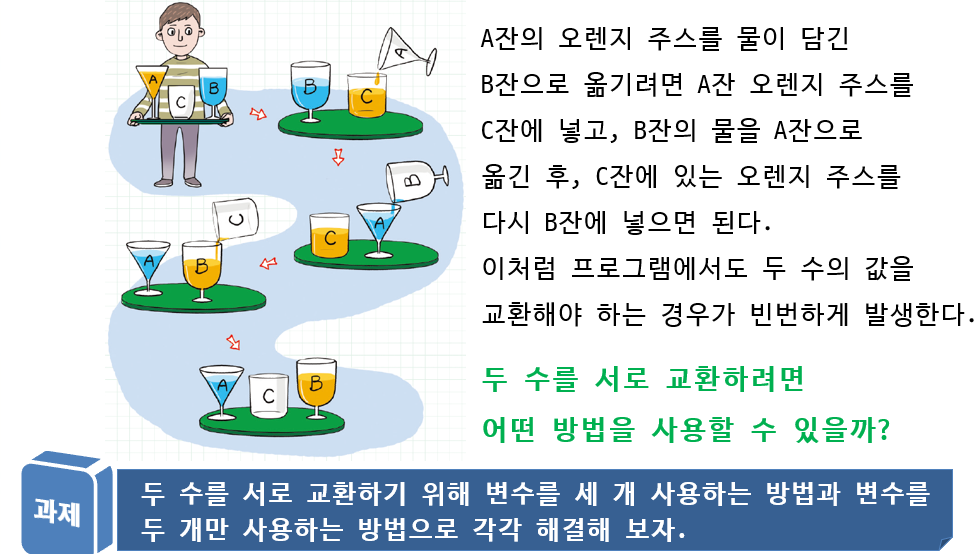 A잔의 오렌지 주스를 물이 담긴
B잔으로 옮기려면 A잔 오렌지 주스를
C잔에 넣고, B잔의 물을 A잔으로
옮긴 후, C잔에 있는 오렌지 주스를
다시 B잔에 넣으면 된다.
이처럼 프로그램에서도 두 수의 값을
교환해야 하는 경우가 빈번하게 발생한다.
두 수를 서로 교환하려면
어떤 방법을 사용할 수 있을까?
A
C
B
B
C
A
C
A
B
A
B
C
A
C
B
과제
두 수를 서로 교환하기 위해 변수를 세 개 사용하는 방법과 변수를
두 개만 사용하는 방법으로 각각 해결해 보자.